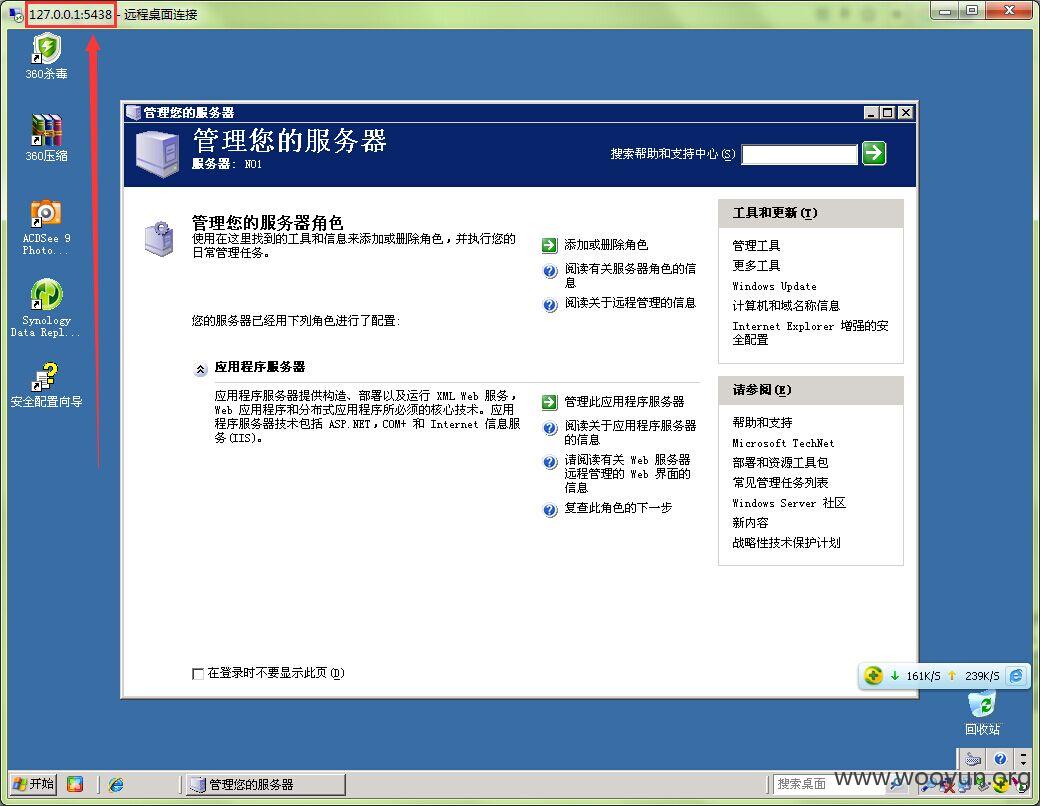 127.0.0.1:5438 - 远程桌面连接
360杀毒
360压缩
ACDSee 9
Photo...
Synology
Data Repl...
安全配置向导
管理您的服务器
管理您的服务器
服务器: NO1
搜索帮助和支持中心(S)
管理您的服务器角色
使用在这里找到的工具和信息来添加或删除角色，并执行您的
日常管理任务。
添加或删除角色
阅读有关服务器角色的信
息
阅读关于远程管理的信息
您的服务器已经用下列角色进行了配置:
应用程序服务器
应用程序服务器提供构造、部署以及运行 XML Web 服务，
Web 应用程序和分布式应用程序所必须的核心技术。应用
程序服务器技术包括 ASP.NET，COM+ 和 Internet 信息服
务(IIS)。
管理此应用程序服务器
阅读关于应用程序服务器
的信息
请阅读有关 Web 服务器
远程管理的 Web 界面的
信息
复查此角色的下一步
工具和更新(T)
管理工具
更多工具
Windows Update
计算机和域名称信息
Internet Explorer 增强的安
全配置
请参阅(E)
帮助和支持
Microsoft TechNet
部署和资源工具包
常见管理任务列表
Windows Server 社区
新内容
战略性技术保护计划
在登录时不要显示此页(D)
161K/S
239K/S
回收站
开始
管理您的服务器
搜索桌面
www.wooyun.org